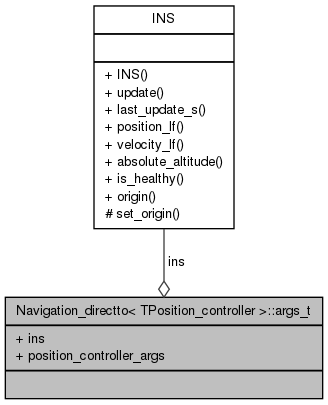 INS
+ INS()
+ update()
+ last_update_s()
+ position_lf()
+ velocity_lf()
+ absolute_altitude()
+ is_healthy()
+ origin()
# set_origin()
ins
Navigation_directto< TPosition_controller >::args_t
+ ins
+ position_controller_args